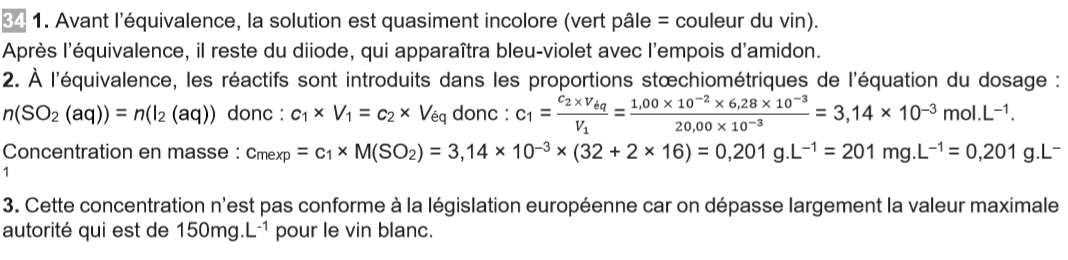 34 1. Avant l'équivalence, la solution est quasiment incolore (vert pâle = couleur du vin).
Après l'équivalence, il reste du diiode, qui apparaîtra bleu-violet avec l'empois d'amidon.
2. À l'équivalence, les réactifs sont introduits dans les proportions stœchiométriques de l'équation du dosage :
n(SO₂ (aq)) = n(I₂ (aq)) donc : c₁ × V₁ = c₂ × Véq donc : c₁ = (c₂ × Véq)/V₁ = (1,00 × 10⁻² × 6,28 × 10⁻³)/(20,00 × 10⁻³) = 3,14 × 10⁻³ mol.L⁻¹.
Concentration en masse : cmexp = c₁ × M(SO₂) = 3,14 × 10⁻³ × (32 + 2 × 16) = 0,201 g.L⁻¹ = 201 mg.L⁻¹ = 0,201 g.L⁻
1
3. Cette concentration n'est pas conforme à la législation européenne car on dépasse largement la valeur maximale
autorité qui est de 150mg.L⁻¹ pour le vin blanc.